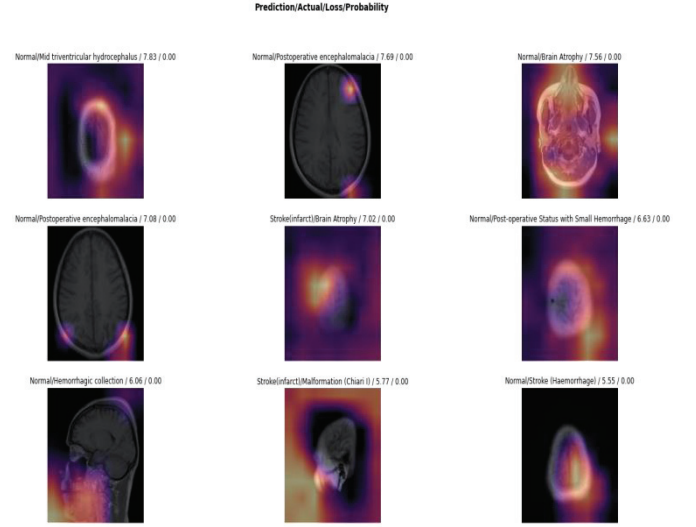 Prediction/Actual/Loss/Probability
Normal/Mid triventricular hydrocephalus / 7.83 / 0.00
Normal/Postoperative encephalomalacia / 7.69 / 0.00
Normal/Brain Atrophy / 7.56 / 0.00
Normal/Postoperative encephalomalacia / 7.08 / 0.00
Stroke(infarct)/Brain Atrophy / 7.02 / 0.00
Normal/Post-operative Status with Small Hemorrhage / 6.63 / 0.00
Normal/Hemorrhagic collection / 6.06 / 0.00
Stroke(infarct)/Malformation (Chiari I) / 5.77 / 0.00
Normal/Stroke (Haemorrhage) / 5.55 / 0.00